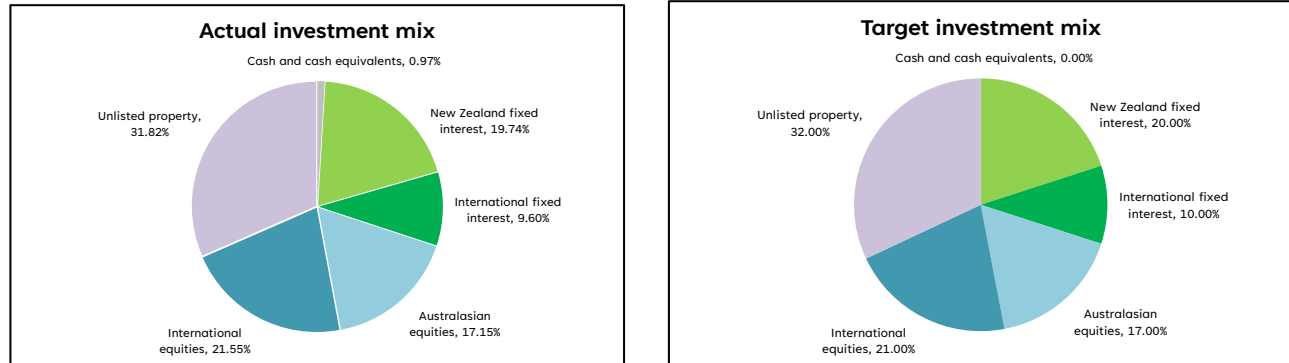 Actual investment mix
Cash and cash equivalents, 0.97%
New Zealand fixed
interest, 19.74%
International fixed
interest, 9.60%
Australasian
equities, 17.15%
International
equities, 21.55%
Unlisted property,
31.82%
Target investment mix
Cash and cash equivalents, 0.00%
New Zealand fixed
interest, 20.00%
International fixed
interest, 10.00%
Australasian
equities, 17.00%
International
equities, 21.00%
Unlisted property,
32.00%